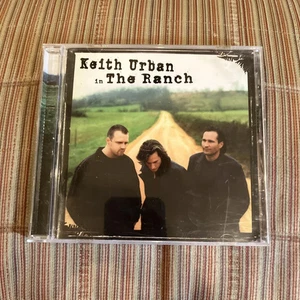 Keith Urban
in The Ranch